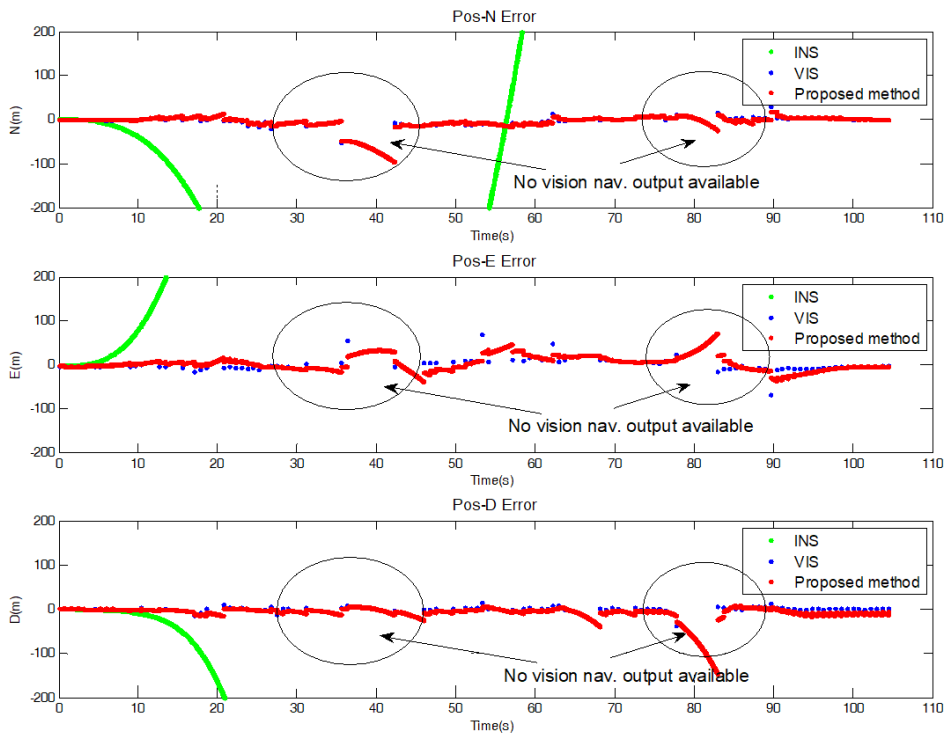 Pos-N Error
200
100
0
-100
-200
N(m)
INS
VIS
Proposed method
No vision nav. output available
0 10 20 30 40 50 60 70 80 90 100 110
Time(s)
Pos-E Error
200
100
0
-100
-200
E(m)
INS
VIS
Proposed method
No vision nav. output available
0 10 20 30 40 50 60 70 80 90 100 110
Time(s)
Pos-D Error
200
100
0
-100
-200
D(m)
INS
VIS
Proposed method
No vision nav. output available
0 10 20 30 40 50 60 70 80 90 100 110
Time(s)